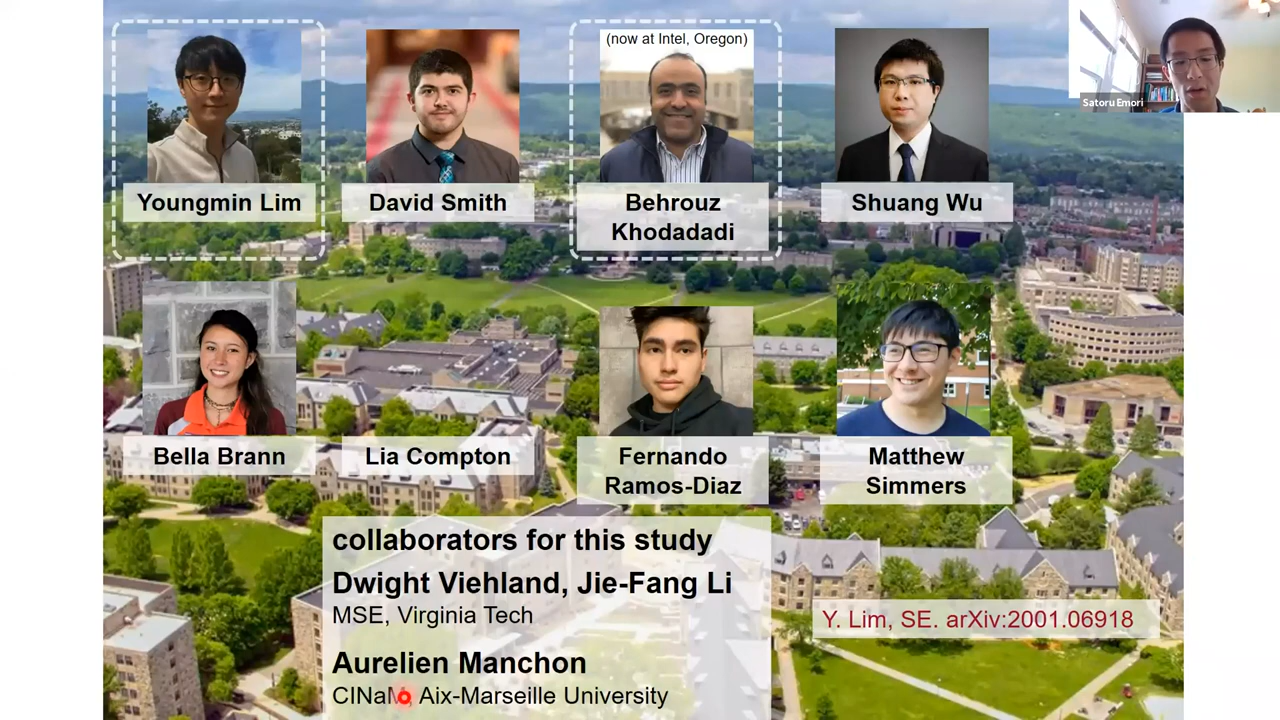 (now at Intel, Oregon)
Satoru Emori
Youngmin Lim
David Smith
Behrouz
Khodadadi
Shuang Wu
Bella Brann
Lia Compton
Fernando
Ramos-Diaz
Matthew
Simmers
collaborators for this study
Dwight Viehland, Jie-Fang Li
MSE, Virginia Tech
Y. Lim, SE. arXiv:2001.06918
Aurelien Manchon
CINaM, Aix-Marseille University